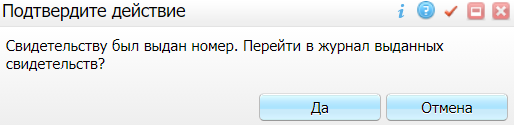 Подтвердите действие
Свидетельству был выдан номер. Перейти в журнал выданных
свидетельств?
Да
Отмена